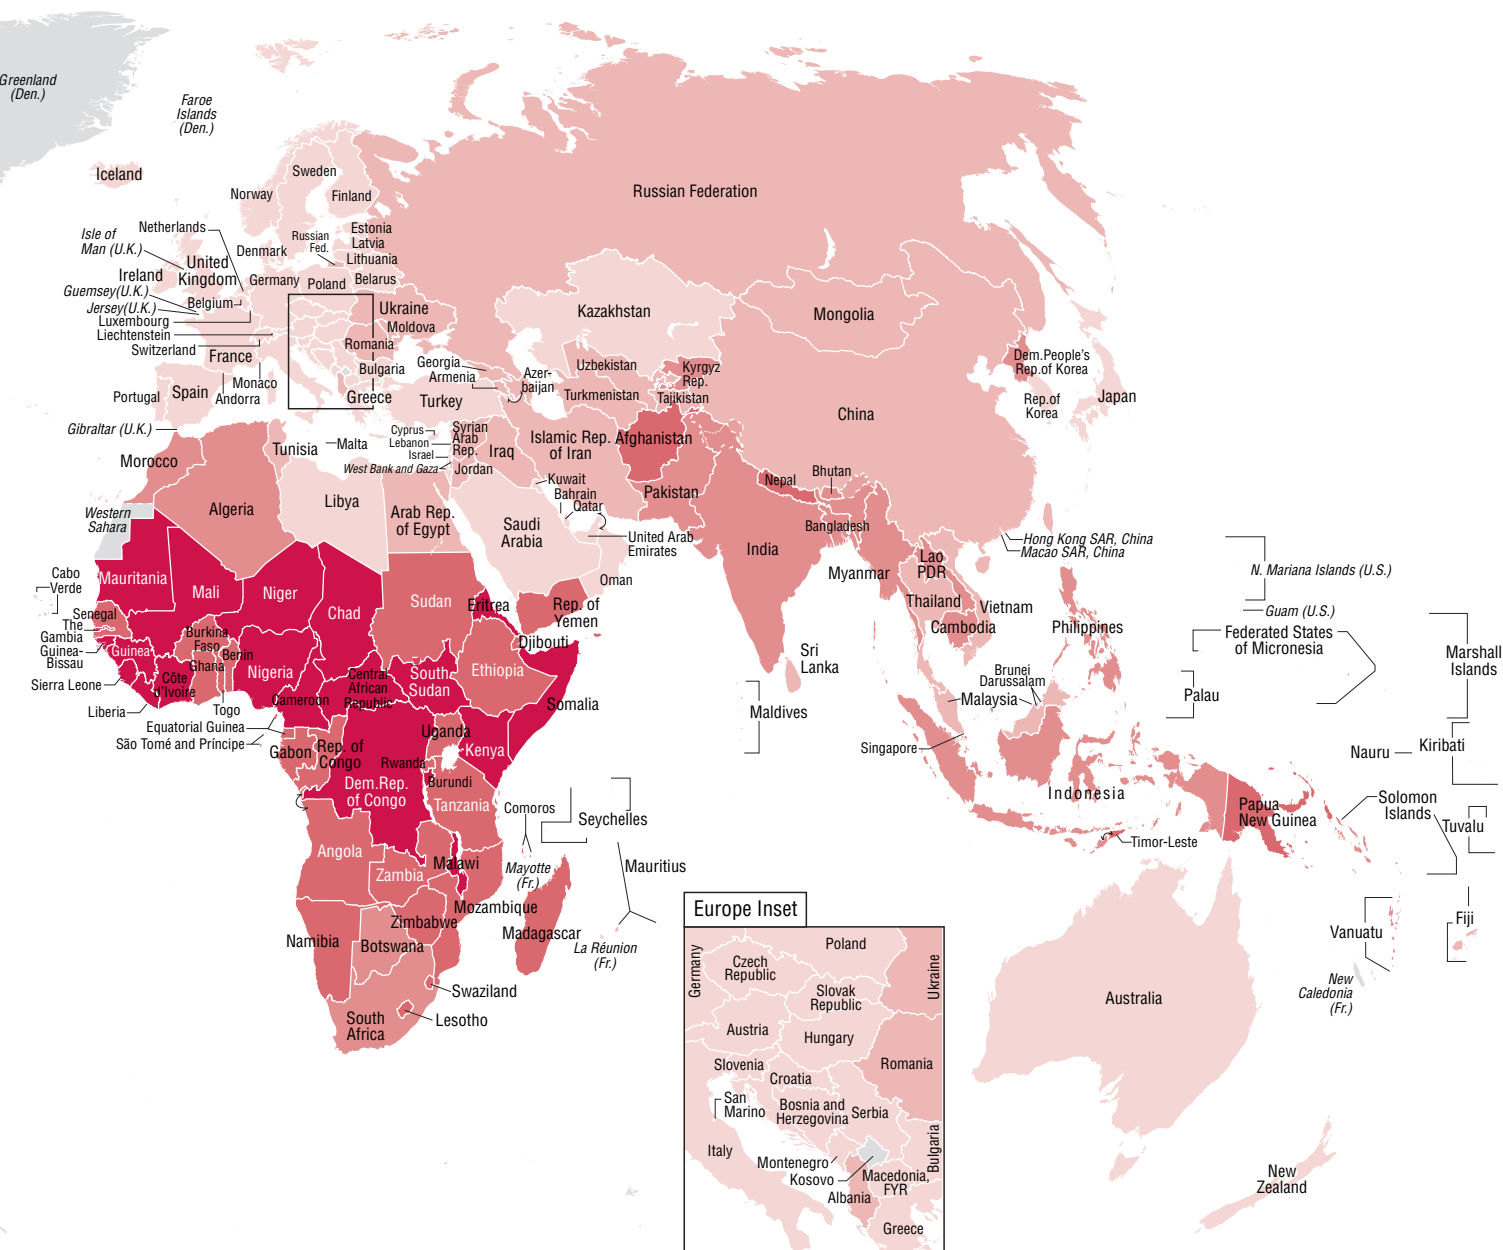 Greenland
(Den.)
Faroe
Islands
(Den.)
Iceland
Norway
Sweden
Finland
Russian Federation
Isle of
Man (U.K.)
Netherlands
Denmark
Russian
Fed.
Estonia
Latvia
Lithuania
Ireland
United
Kingdom
Germany
Poland
Belarus
Guemsey(U.K.)
Jersey(U.K.)
Belgium
Luxembourg
Liechtenstein
Switzerland
France
Ukraine
Moldova
Romania
Bulgaria
Portugal
Spain
Andorra
Monaco
Greece
Gibraltar (U.K.)
Georgia
Armenia
Azer-
baijan
Turkey
Kazakhstan
Uzbekistan
Turkmenistan
Kyrgyz
Rep.
Tajikistan
Mongolia
China
Dem.People's
Rep.of Korea
Rep.of
Korea
Japan
Morocco
Tunisia
Malta
Cyprus
Lebanon
Israel
West Bank and Gaza
Syrian
Arab
Rep.
Jordan
Iraq
Islamic Rep.
of Iran
Afghanistan
Kuwait
Bahrain
Qatar
Pakistan
Nepal
Bhutan
Bangladesh
India
Western
Sahara
Algeria
Libya
Arab Rep.
of Egypt
Saudi
Arabia
United Arab
Emirates
Oman
Hong Kong SAR, China
Macao SAR, China
Myanmar
Lao
PDR
Thailand
Vietnam
Cambodia
Philippines
N. Mariana Islands (U.S.)
Guam (U.S.)
Federated States
of Micronesia
Marshall
Islands
Palau
Cabo
Verde
Mauritania
Mali
Niger
Chad
Sudan
Eritrea
Rep. of
Yemen
Djibouti
Senegal
The
Gambia
Guinea-
Bissau
Guinea
Burkina
Faso
Benin
Ghana
Nigeria
Côte
d'Ivoire
Sierra Leone
Liberia
Togo
Cameroon
Central
African
Republic
South
Sudan
Ethiopia
Somalia
Equatorial Guinea
São Tomé and Príncipe
Gabon
Rep. of
Congo
Dem.Rep.
of Congo
Uganda
Kenya
Rwanda
Burundi
Tanzania
Sri
Lanka
Maldives
Brunei
Darussalam
Malaysia
Singapore
Indonesia
Nauru
Kiribati
Papua
New Guinea
Solomon
Islands
Tuvalu
Timor-Leste
Comoros
Seychelles
Mayotte
(Fr.)
Mauritius
La Réunion
(Fr.)
Angola
Zambia
Malawi
Mozambique
Zimbabwe
Madagascar
Namibia
Botswana
Swaziland
South
Africa
Lesotho
Vanuatu
Fiji
New
Caledonia
(Fr.)
Australia
New
Zealand
Europe Inset
Germany
Poland
Czech
Republic
Ukraine
Slovak
Republic
Austria
Hungary
Slovenia
Croatia
Romania
San
Marino
Bosnia and
Herzegovina
Serbia
Italy
Montenegro
Kosovo
Bulgaria
Macedonia,
FYR
Albania
Greece